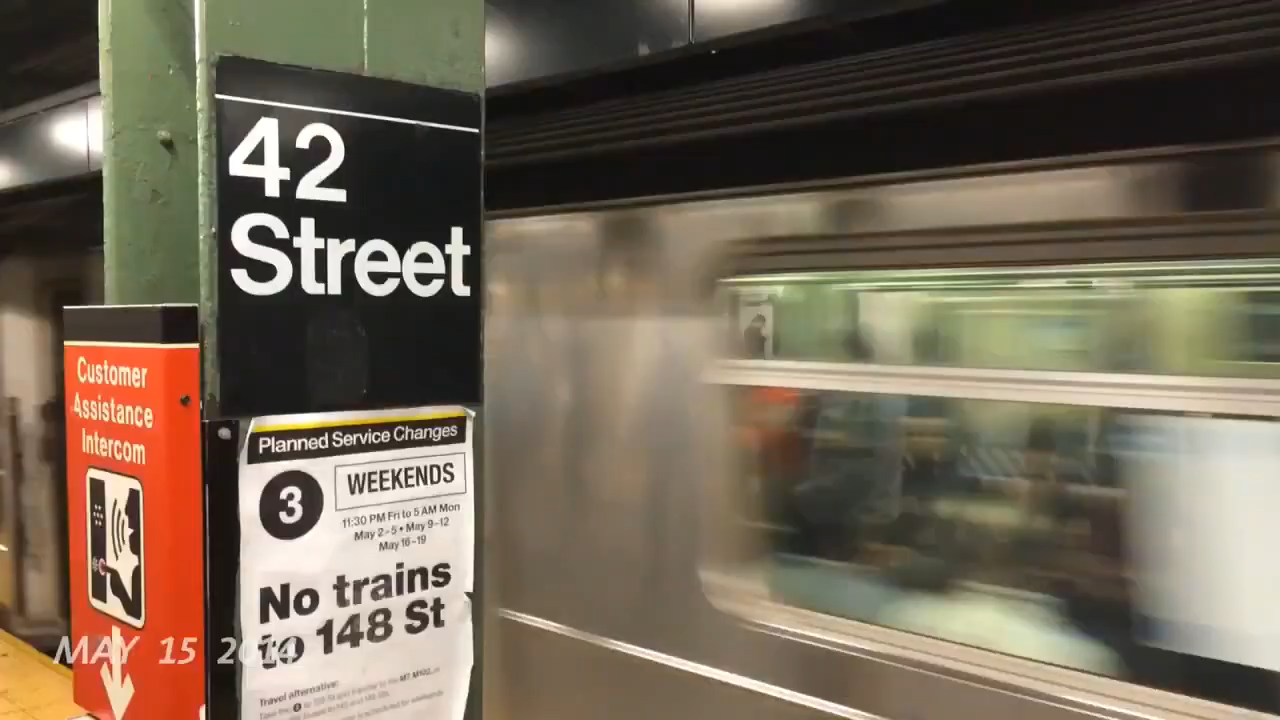 42
Street
Customer
Assistance
Intercom
Planned Service Changes
3
WEEKENDS
11:30 PM Fri to 5 AM Mon
May 2-5 • May 9-12
May 16-19
No trains
to 148 St
Travel alternative:
MAY 15 2014